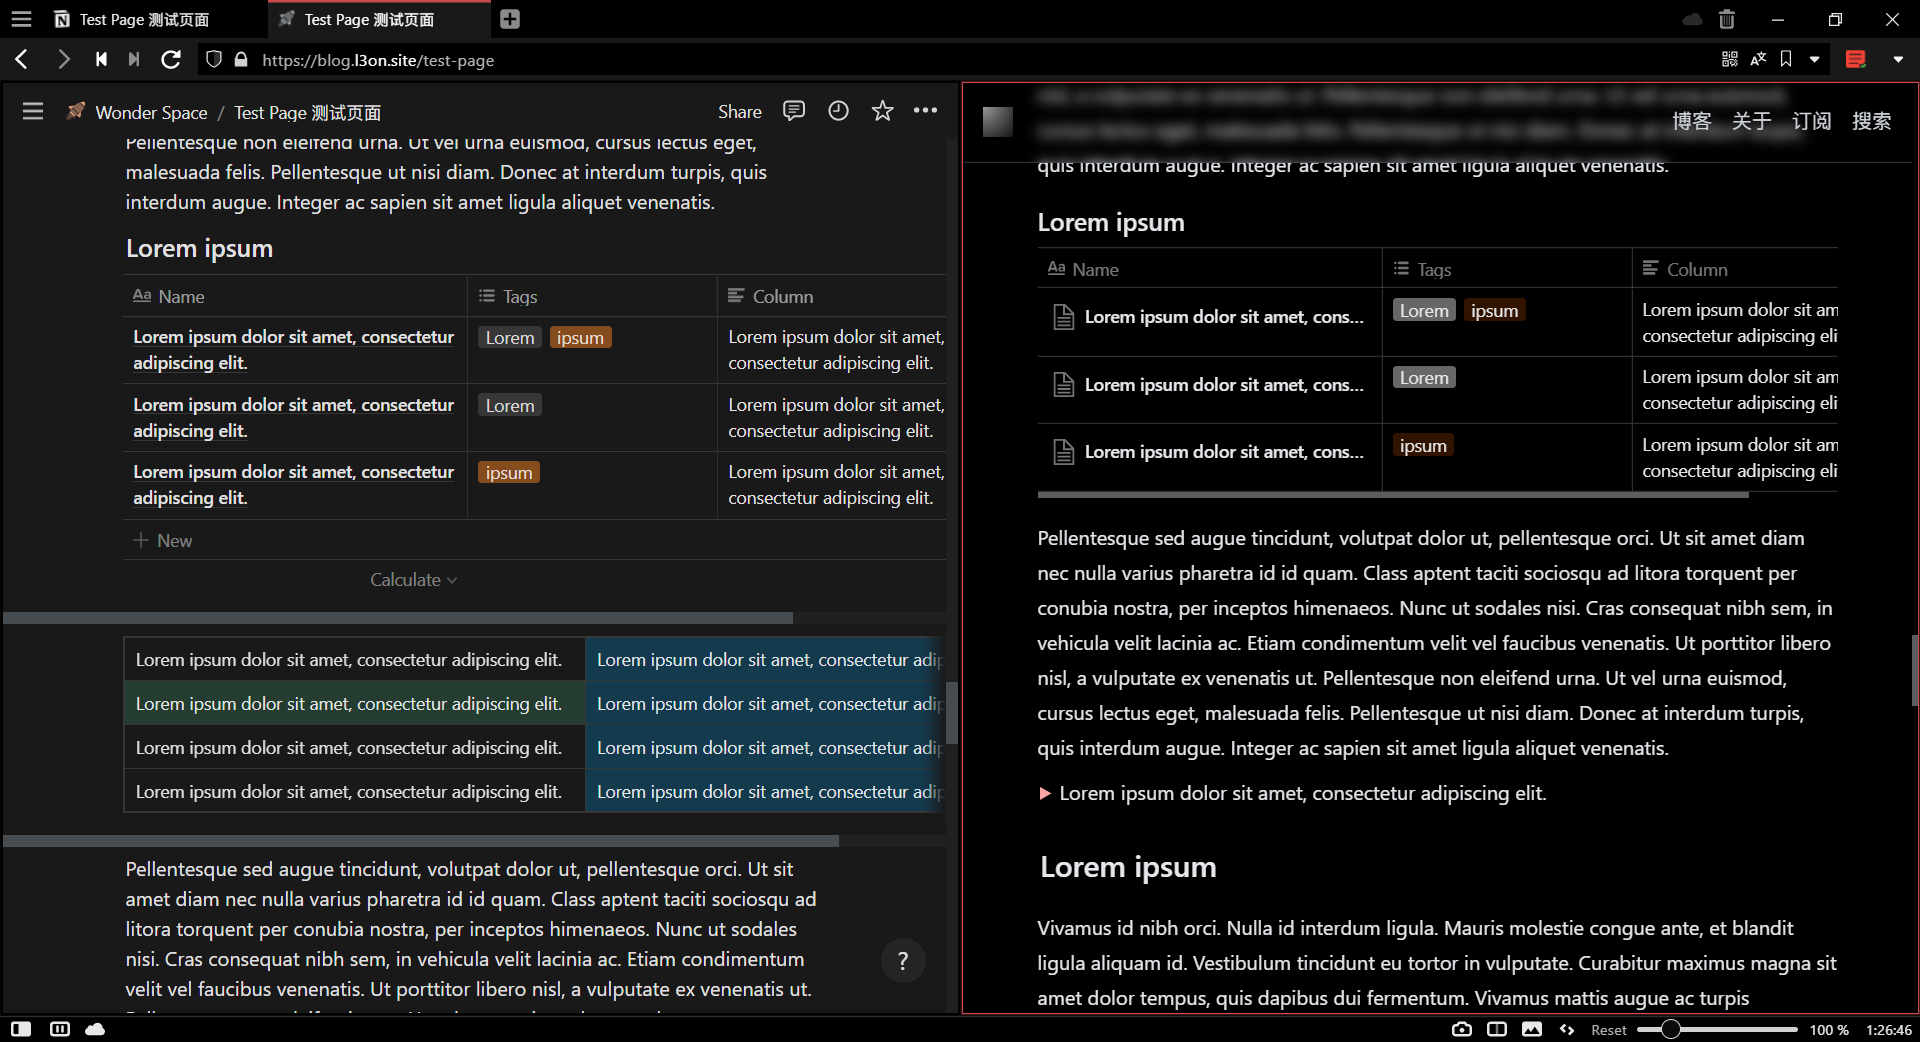 Test Page 测试页面
Test Page 测试页面
https://blog.l3on.site/test-page
Wonder Space / Test Page 测试页面
Share
Pellentesque non eleifend urna. Ut vel urna euismod, cursus lectus eget,
malesuada felis. Pellentesque ut nisi diam. Donec at interdum turpis, quis
interdum augue. Integer ac sapien sit amet ligula aliquet venenatis.
Lorem ipsum
Aa Name Tags Column
Lorem ipsum dolor sit amet, consectetur
adipiscing elit.
Lorem ipsum
Lorem ipsum dolor sit amet,
consectetur adipiscing elit.
Lorem ipsum dolor sit amet, consectetur
adipiscing elit.
Lorem
Lorem ipsum dolor sit amet,
consectetur adipiscing elit.
Lorem ipsum dolor sit amet, consectetur
adipiscing elit.
ipsum
Lorem ipsum dolor sit amet,
consectetur adipiscing elit.
New
Calculate
Lorem ipsum dolor sit amet, consectetur adipiscing elit. Lorem ipsum dolor sit amet, consectetur adip
Lorem ipsum dolor sit amet, consectetur adipiscing elit. Lorem ipsum dolor sit amet, consectetur adip
Lorem ipsum dolor sit amet, consectetur adipiscing elit. Lorem ipsum dolor sit amet, consectetur adip
Lorem ipsum dolor sit amet, consectetur adipiscing elit. Lorem ipsum dolor sit amet, consectetur adip
Pellentesque sed augue tincidunt, volutpat dolor ut, pellentesque orci. Ut sit
amet diam nec nulla varius pharetra id id quam. Class aptent taciti sociosqu ad
litora torquent per conubia nostra, per inceptos himenaeos. Nunc ut sodales
nisi. Cras consequat nibh sem, in vehicula velit lacinia ac. Etiam condimentum
velit vel faucibus venenatis. Ut porttitor libero nisl, a vulputate ex venenatis ut.
?
博客 关于 订阅 搜索
quis interdum augue. Integer ac sapien sit amet ligula aliquet venenatis.
Lorem ipsum
Aa Name Tags Column
Lorem ipsum dolor sit amet, cons...
Lorem ipsum
Lorem ipsum dolor sit am
consectetur adipiscing eli
Lorem ipsum dolor sit amet, cons...
Lorem
Lorem ipsum dolor sit am
consectetur adipiscing eli
Lorem ipsum dolor sit amet, cons...
ipsum
Lorem ipsum dolor sit am
consectetur adipiscing eli
Pellentesque sed augue tincidunt, volutpat dolor ut, pellentesque orci. Ut sit amet diam
nec nulla varius pharetra id id quam. Class aptent taciti sociosqu ad litora torquent per
conubia nostra, per inceptos himenaeos. Nunc ut sodales nisi. Cras consequat nibh sem, in
vehicula velit lacinia ac. Etiam condimentum velit vel faucibus venenatis. Ut porttitor libero
nisl, a vulputate ex venenatis ut. Pellentesque non eleifend urna. Ut vel urna euismod,
cursus lectus eget, malesuada felis. Pellentesque ut nisi diam. Donec at interdum turpis,
quis interdum augue. Integer ac sapien sit amet ligula aliquet venenatis.
Lorem ipsum dolor sit amet, consectetur adipiscing elit.
Lorem ipsum
Vivamus id nibh orci. Nulla id interdum ligula. Mauris molestie congue ante, et blandit
ligula aliquam id. Vestibulum tincidunt eu tortor in vulputate. Curabitur maximus magna sit
amet dolor tempus, quis dapibus dui fermentum. Vivamus mattis augue ac turpis
Reset 100 % 1:26:46